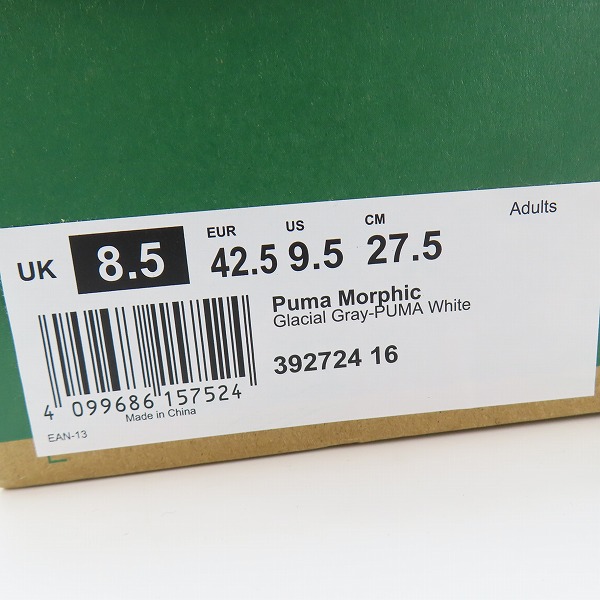 Adults
UK 8.5 EUR 42.5 US 9.5 CM 27.5
Puma Morphic
Glacial Gray-PUMA White
392724 16
4 099686 157524
Made in China
EAN-13